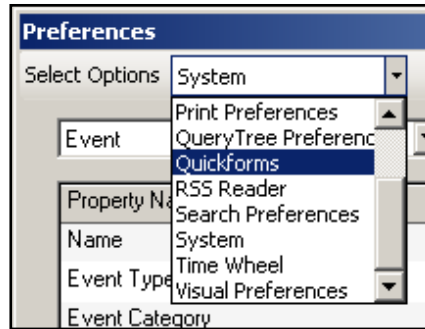 Preferences
Select Options System
Print Preferences
Event QueryTree Preferenc
Quickforms
RSS Reader
Property Na
Search Preferences
Name System
Time Wheel
Event Type
Visual Preferences
Event Category